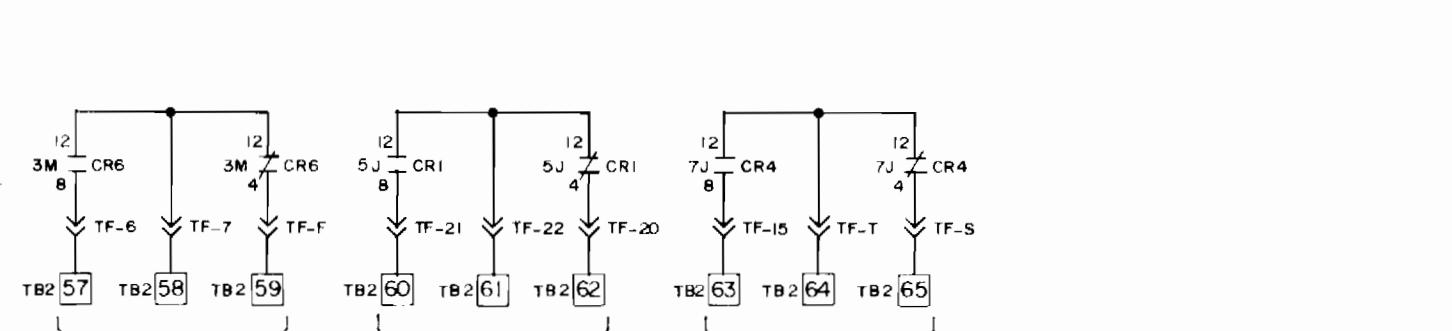 12 12 12 12 12 12
3M CR6 3M CR6 5J CR1 5J CR1 7J CR4 7J CR4
8 4 8 4 8 4
TF-6 TF-7 TF-F TF-21 TF-22 TF-20 TF-15 TF-T TF-S
TB2 57 TB2 58 TB2 59 TB2 60 TB2 61 TB2 62 TB2 63 TB2 64 TB2 65